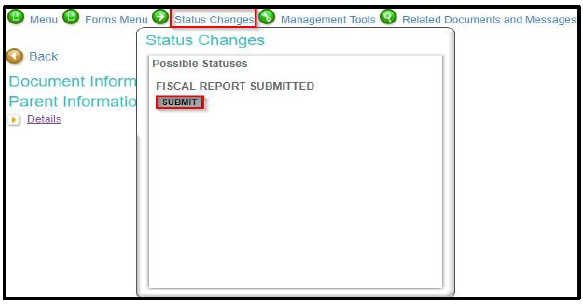 Menu Forms Menu Status Changes Management Tools Related Documents and Messages
Status Changes
Back
Possible Statuses
Document Inform
FISCAL REPORT SUBMITTED
Parent Informatio
SUBMIT
Details